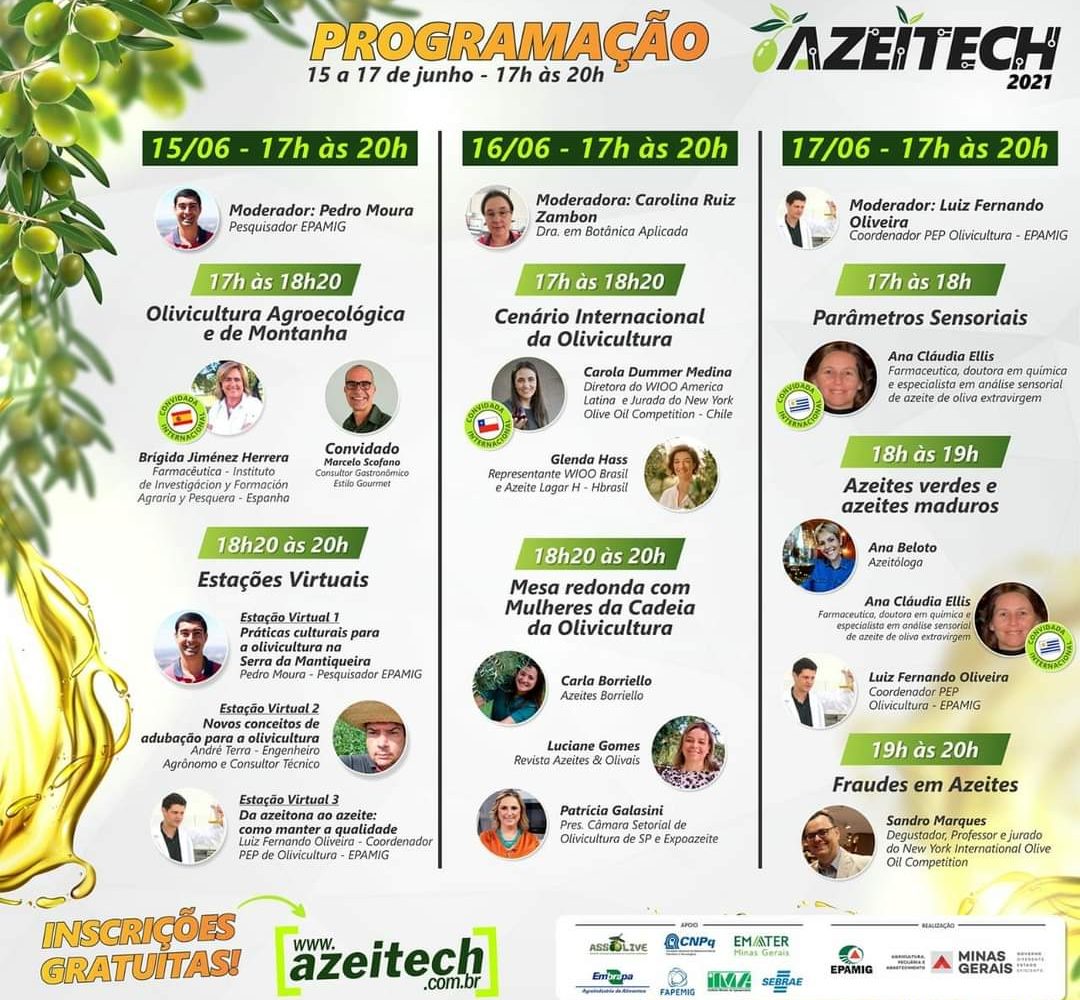 PROGRAMAÇÃO
15 a 17 de junho - 17h às 20h
AZEITECH
2021
15/06 - 17h às 20h
Moderador: Pedro Moura
Pesquisador EPAMIG
17h às 18h20
Olivicultura Agroecológica
e de Montanha
CONVIDADA INTERNACIONAL
Brígida Jiménez Herrera
Farmacêutica - Instituto
de Investigácion y Formación
Agraria y Pesquera - Espanha
Convidado
Marcelo Scofano
Consultor Gastronômico
Estilo Gourmet
18h20 às 20h
Estações Virtuais
Estação Virtual 1
Práticas culturais para
a olivicultura na
Serra da Mantiqueira
Pedro Moura - Pesquisador EPAMIG
Estação Virtual 2
Novos conceitos de
adubação para a olivicultura
André Terra - Engenheiro
Agrônomo e Consultor Técnico
Estação Virtual 3
Da azeitona ao azeite:
como manter a qualidade
Luiz Fernando Oliveira - Coordenador
PEP de Olivicultura - EPAMIG
16/06 - 17h às 20h
Moderadora: Carolina Ruiz
Zambon
Dra. em Botânica Aplicada
17h às 18h20
Cenário Internacional
da Olivicultura
CONVIDADA INTERNACIONAL
Carola Dummer Medina
Diretora do WIOO America
Latina e Jurada do New York
Olive Oil Competition - Chile
Glenda Hass
Representante WIOO Brasil
e Azeite Lagar H - Hbrasil
18h20 às 20h
Mesa redonda com
Mulheres da Cadeia
da Olivicultura
Carla Borriello
Azeites Borriello
Luciane Gomes
Revista Azeites & Olivais
Patrícia Galasini
Pres. Câmara Setorial de
Olivicultura de SP e Expoazeite
17/06 - 17h às 20h
Moderador: Luiz Fernando
Oliveira
Coordenador PEP Olivicultura - EPAMIG
17h às 18h
Parâmetros Sensoriais
CONVIDADA INTERNACIONAL
Ana Cláudia Ellis
Farmaceutica, doutora em química
e especialista em análise sensorial
de azeite de oliva extravirgem
18h às 19h
Azeites verdes e
azeites maduros
Ana Beloto
Azeitóloga
Ana Cláudia Ellis
Farmaceutica, doutora em química e
especialista em análise sensorial
de azeite de oliva extravirgem
CONVIDADA INTERNACIONAL
Luiz Fernando Oliveira
Coordenador PEP
Olivicultura - EPAMIG
19h às 20h
Fraudes em Azeites
Sandro Marques
Degustador, Professor e jurado
do New York International Olive
Oil Competition
INSCRIÇÕES
GRATUITAS!
www.
azeitech
.com.br
APOIO
ASSOOLIVE
CNPq
EMATER
Minas Gerais
Embrapa
Agroindústria de Alimentos
FAPEMIG
IMA
SEBRAE
REALIZAÇÃO
EPAMIG
AGRICULTURA,
PECUÁRIA E
ABASTECIMENTO
MINAS
GERAIS
GOVERNO
DIFERENTE
ESTADO
EFICIENTE